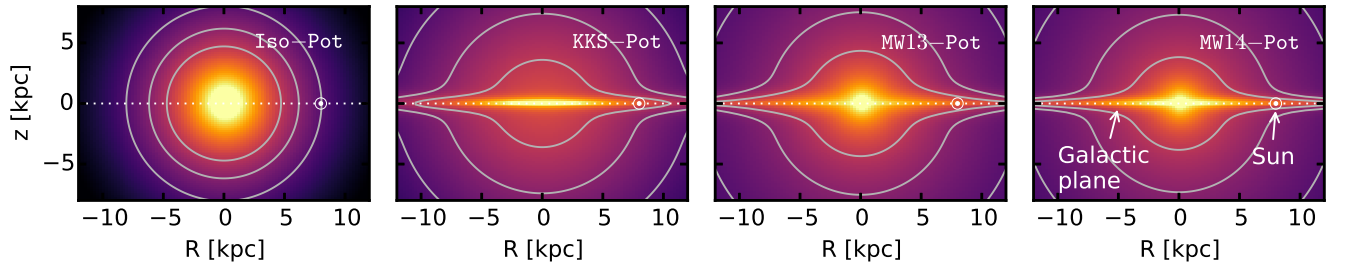 Iso-Pot KKS-Pot MW13-Pot MW14-Pot
5
0
−5
z [kpc]
Galactic plane
Sun
−10 −5 0 5 10 −10 −5 0 5 10 −10 −5 0 5 10 −10 −5 0 5 10
R [kpc] R [kpc] R [kpc] R [kpc]